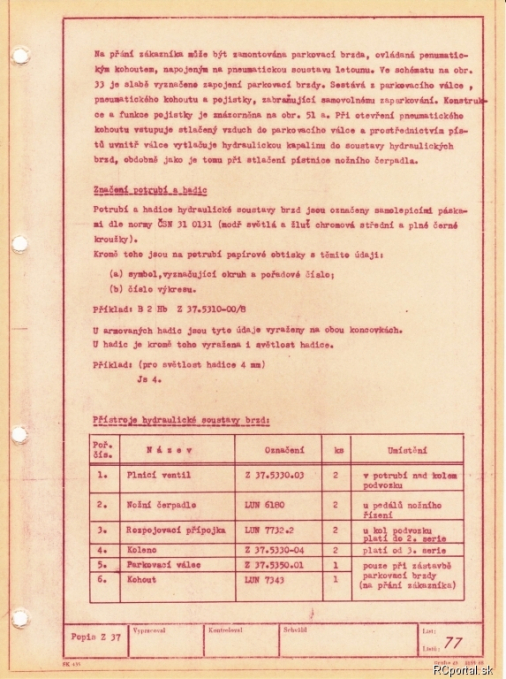 Na přání zákazníka může být zamontována parkovací brzda, ovládaná penumatic-
kým kohoutem, napojeným na pneumatickou soustavu letounu. Ve schématu na obr.
33 je slabě vyznačeno zapojení parkovací brzdy. Sestává z parkovacího válce ,
pneumatického kohoutu a pojistky, zabraňující samovolnému zaparkování. Konstruk-
ce a funkce pojistky je znázorněna na obr. 51 a. Při otevření pneumatického
kohoutu vstupuje stlačený vzduch do parkovacího válce a prostřednictvím pís-
tů uvnitř válce vytlačuje hydraulickou kapalinu do soustavy hydraulických
brzd, obdobně jako je tomu při stlačení pístnice nožního čerpadla.
Značení potrubí a hadic
Potrubí a hadice hydraulické soustavy brzd jsou označeny samolepicími páska-
mi dle normy ČSN 31 0131 (modř světlá a žluť chromová střední a plné černé
kroužky).
Kromě toho jsou na potrubí papírové obtisky s těmito údaji:
(a) symbol,vyznačující okruh a pořadové číslo;
(b) číslo výkresu.
Příklad: B 2 Hb Z 37.5310-00/B
U armovaných hadic jsou tyto údaje vyraženy na obou koncovkách.
U hadic je kromě toho vyražena i světlost hadice.
Příklad: (pro světlost hadice 4 mm)
Js 4.
Přístroje hydraulické soustavy brzd:
Poř. čís. N á z e v Označení ks Umístění
1. Plnicí ventil Z 37.5330.03 2 v potrubí nad kolem
podvozku
2. Nožní čerpadlo LUN 6180 2 u pedálů nožního
řízení
3. Rozpojovací přípojka LUN 7732.2 2 u kol podvozku
platí do 2. serie
4. Koleno Z 37.5330-04 2 platí od 3. serie
5. Parkovací válec Z 37.5350.01 1 pouze při zástavbě
6. Kohout LUN 7343 1 parkovací brzdy
(na přání zákazníka)
Popis Z 37 Vypracoval Kontroloval Schválil List: 77
Listů:
RCportal.sk